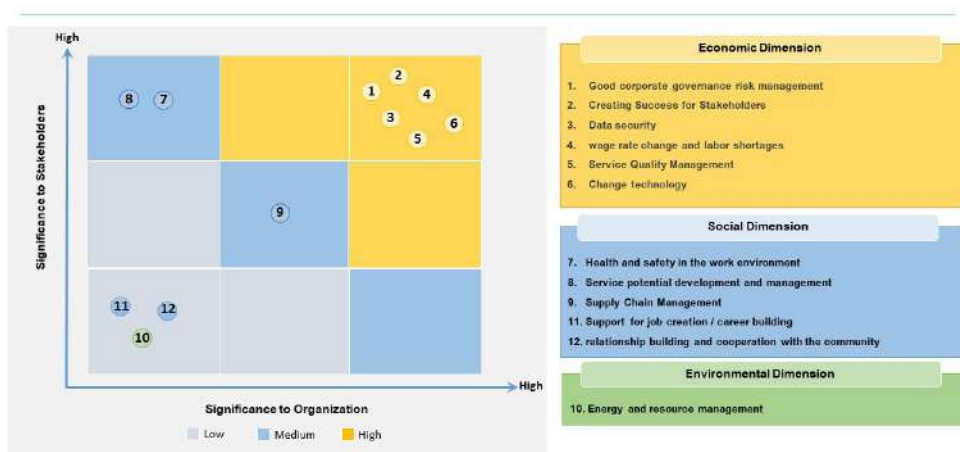 High
Significance to Stakeholders
8
7
1
2
4
3
6
5
9
11
12
10
High
Significance to Organization
Low
Medium
High
Economic Dimension
1. Good corporate governance risk management
2. Creating Success for Stakeholders
3. Data security
4. wage rate change and labor shortages
5. Service Quality Management
6. Change technology
Social Dimension
7. Health and safety in the work environment
8. Service potential development and management
9. Supply Chain Management
11. Support for job creation / career building
12. relationship building and cooperation with the community
Environmental Dimension
10. Energy and resource management